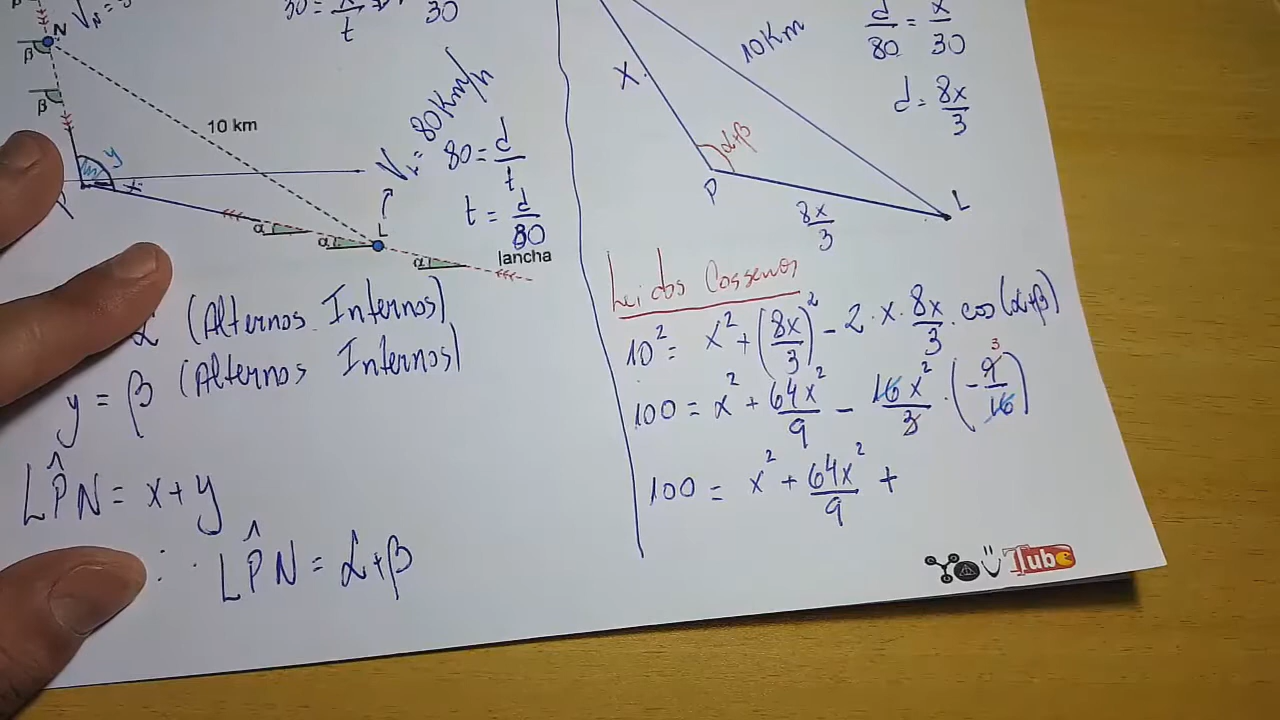 N
β
β
10 km
y
x
α
α
α
L
lancha
V_L = 80 Km/h
80 = d/t
t = d/80
30 = x/t
30
α (Alternos Internos)
y = β (Alternos Internos)
LP̂N = x+y
∴ LP̂N = α+β
10 Km
X
α+β
P
L
8x/3
d/80 = x/30
d = 8x/3
Lei dos Cossenos
10² = x² + (8x/3)² - 2·x·8x/3·cos(α+β)
100 = x² + 64x²/9 - 16x²/3·(-9/16)
3
100 = x² + 64x²/9 +
Tube